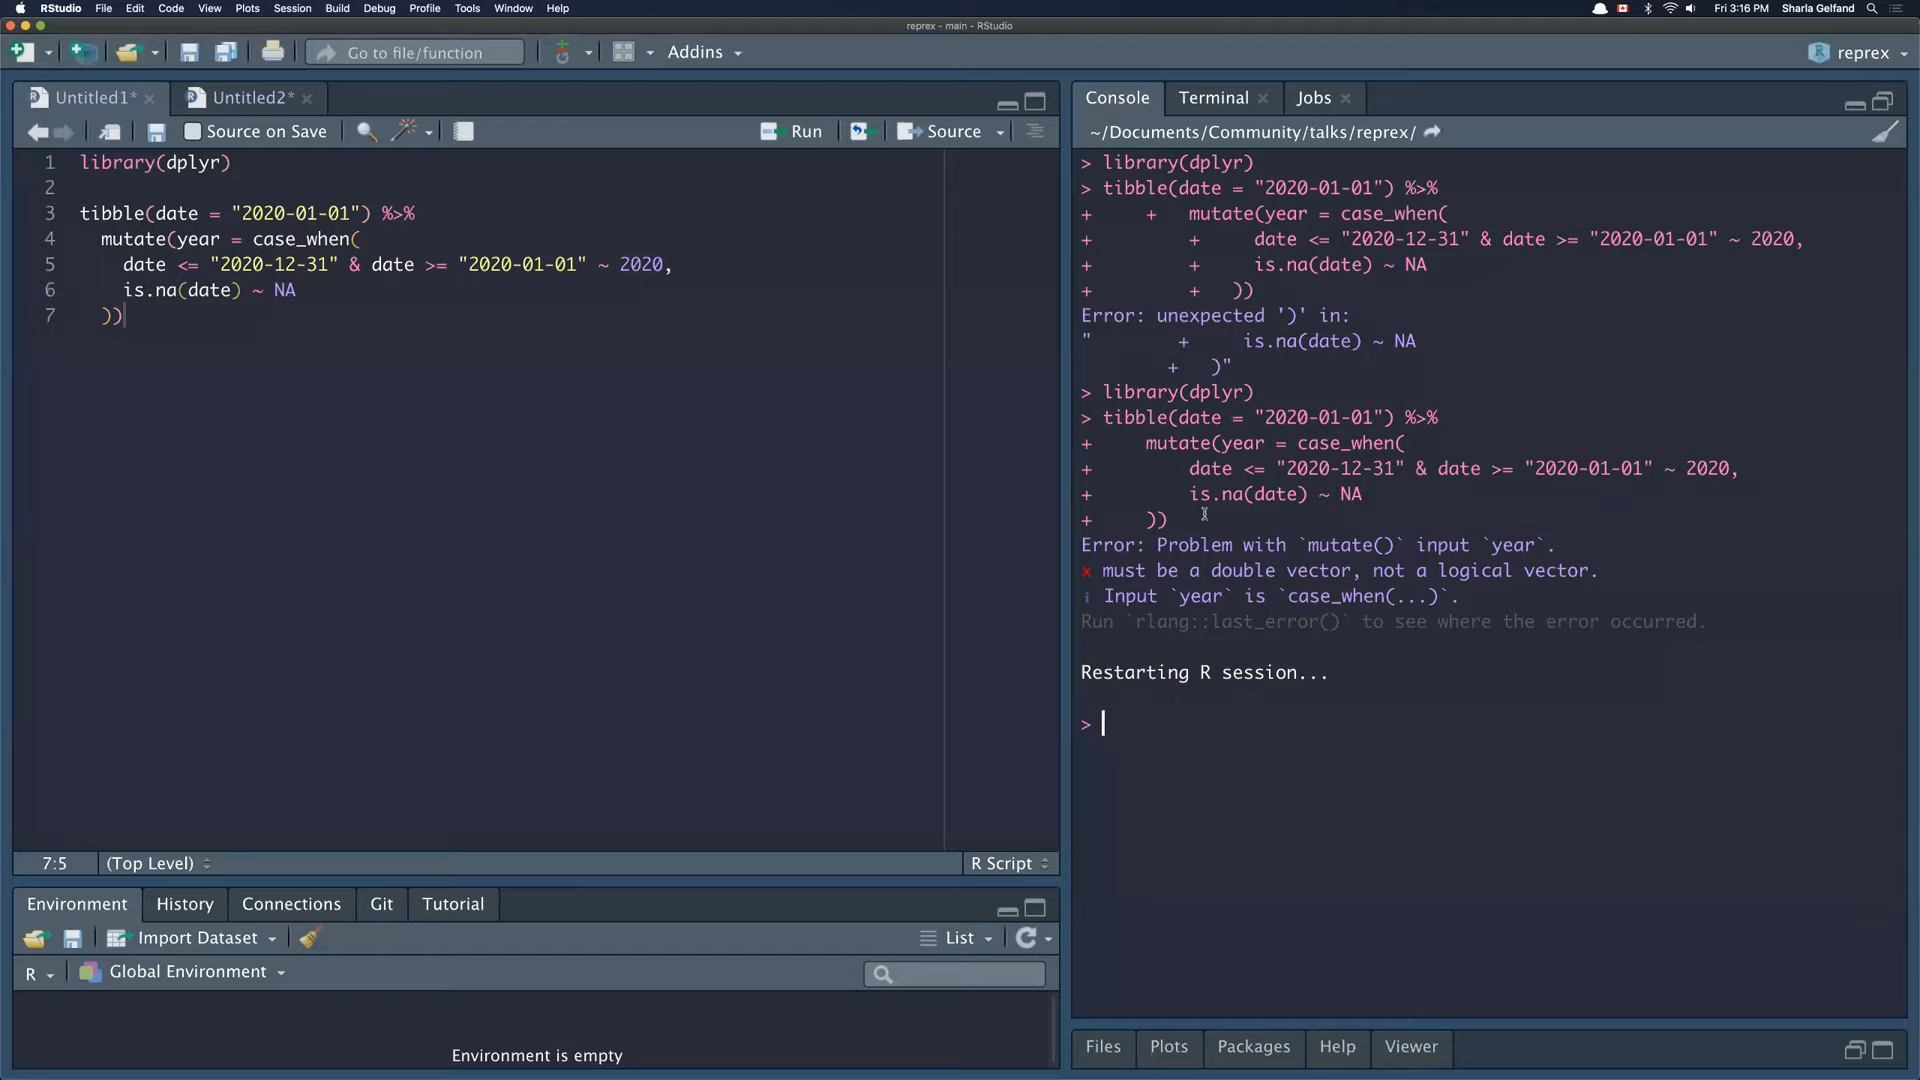 RStudio File Edit Code View Plots Session Build Debug Profile Tools Window Help Fri 3:16 PM Sharla Gelfand
reprex - main - RStudio
Go to file/function Addins reprex
Untitled1* Untitled2*
Source on Save Run Source
1 library(dplyr)
2
3 tibble(date = "2020-01-01") %>%
4 mutate(year = case_when(
5 date <= "2020-12-31" & date >= "2020-01-01" ~ 2020,
6 is.na(date) ~ NA
7 ))
7:5 (Top Level) R Script
Environment History Connections Git Tutorial
Import Dataset List
R Global Environment
Environment is empty
Console Terminal Jobs
~/Documents/Community/talks/reprex/
> library(dplyr)
> tibble(date = "2020-01-01") %>%
+ + mutate(year = case_when(
+ + date <= "2020-12-31" & date >= "2020-01-01" ~ 2020,
+ + is.na(date) ~ NA
+ + ))
Error: unexpected ')' in:
" + is.na(date) ~ NA
+ )"
> library(dplyr)
> tibble(date = "2020-01-01") %>%
+ mutate(year = case_when(
+ date <= "2020-12-31" & date >= "2020-01-01" ~ 2020,
+ is.na(date) ~ NA
+ ))
Error: Problem with `mutate()` input `year`.
x must be a double vector, not a logical vector.
i Input `year` is `case_when(...)`.
Run `rlang::last_error()` to see where the error occurred.
Restarting R session...
>
Files Plots Packages Help Viewer